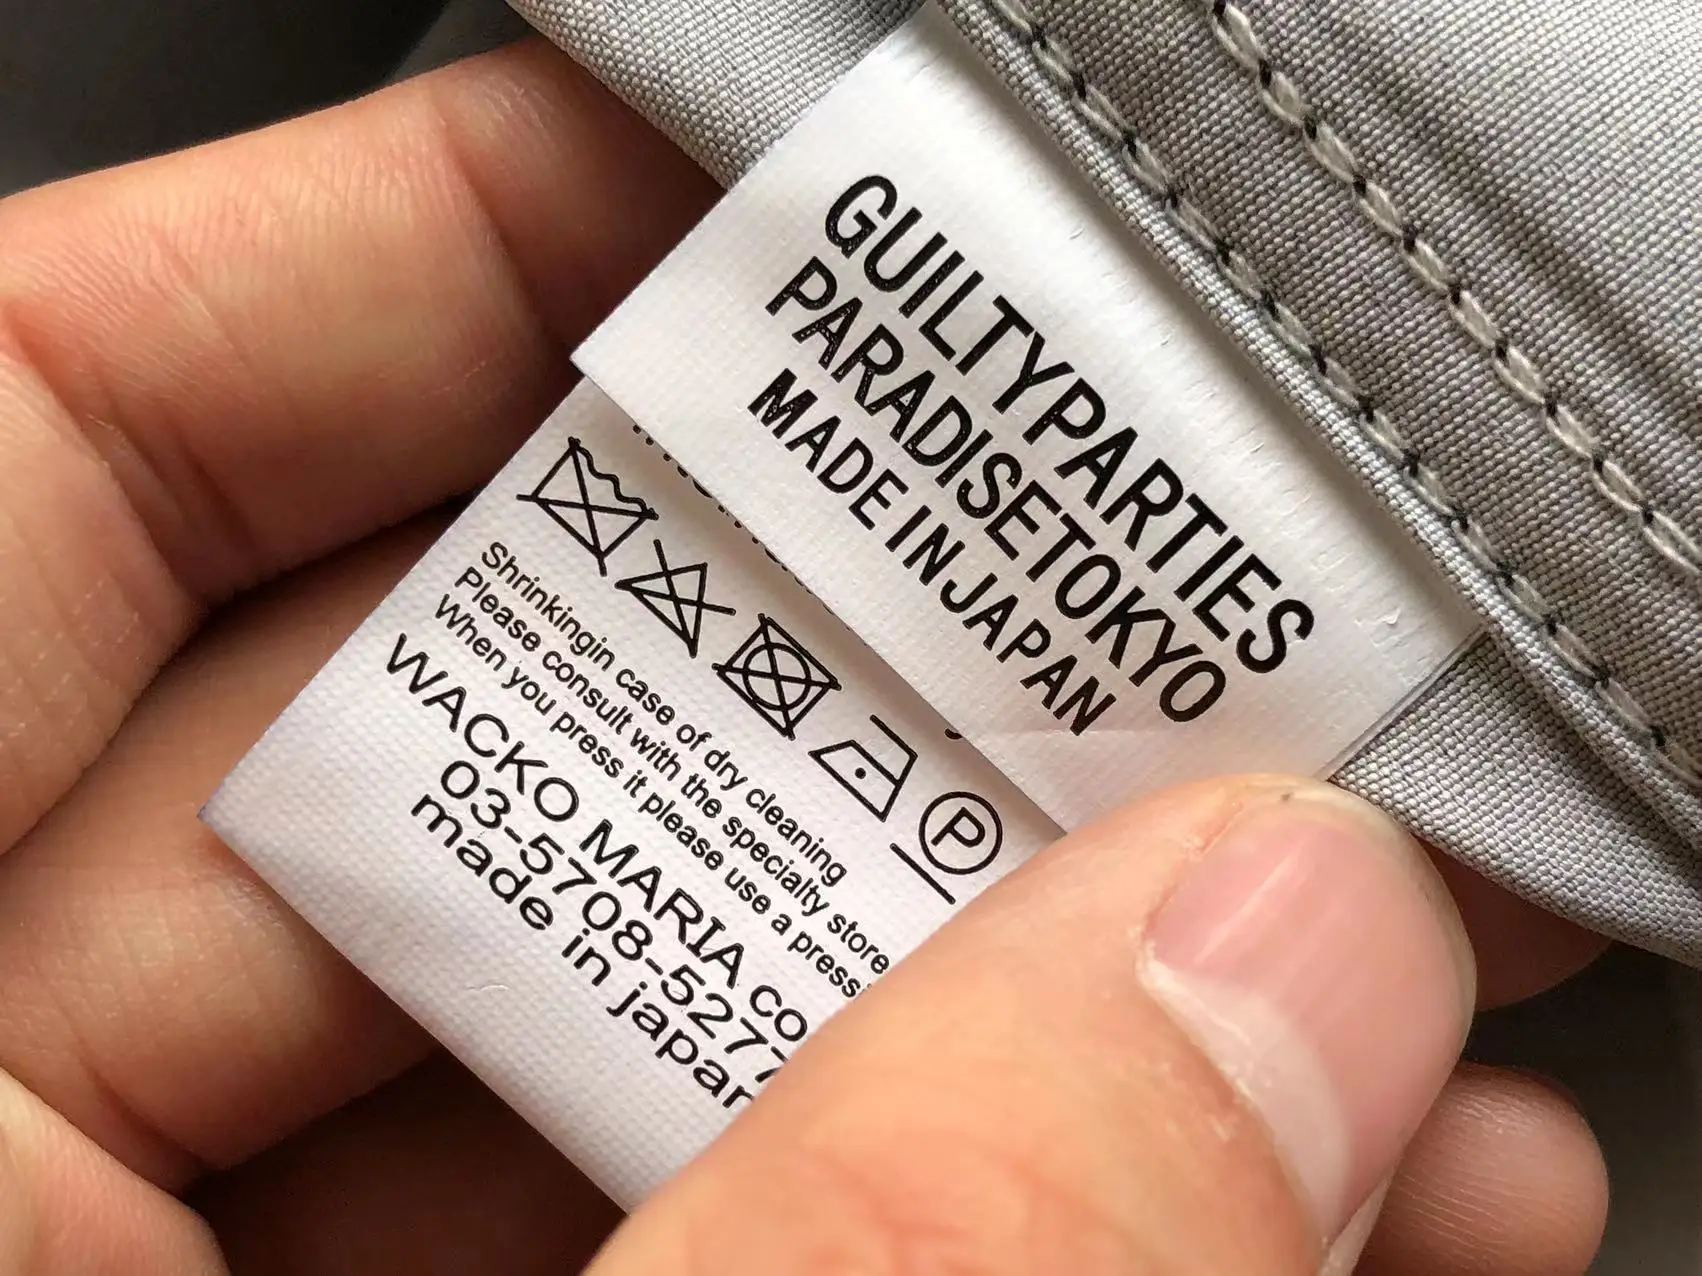 GUILTYPARTIES
PARADISETOKYO
MADE IN JAPAN
P
Shrinkingin case of dry cleaning
Please consult with the specialty store
When you press it please use a press
WACKO MARIA CO
03-5708-5277
made in japan